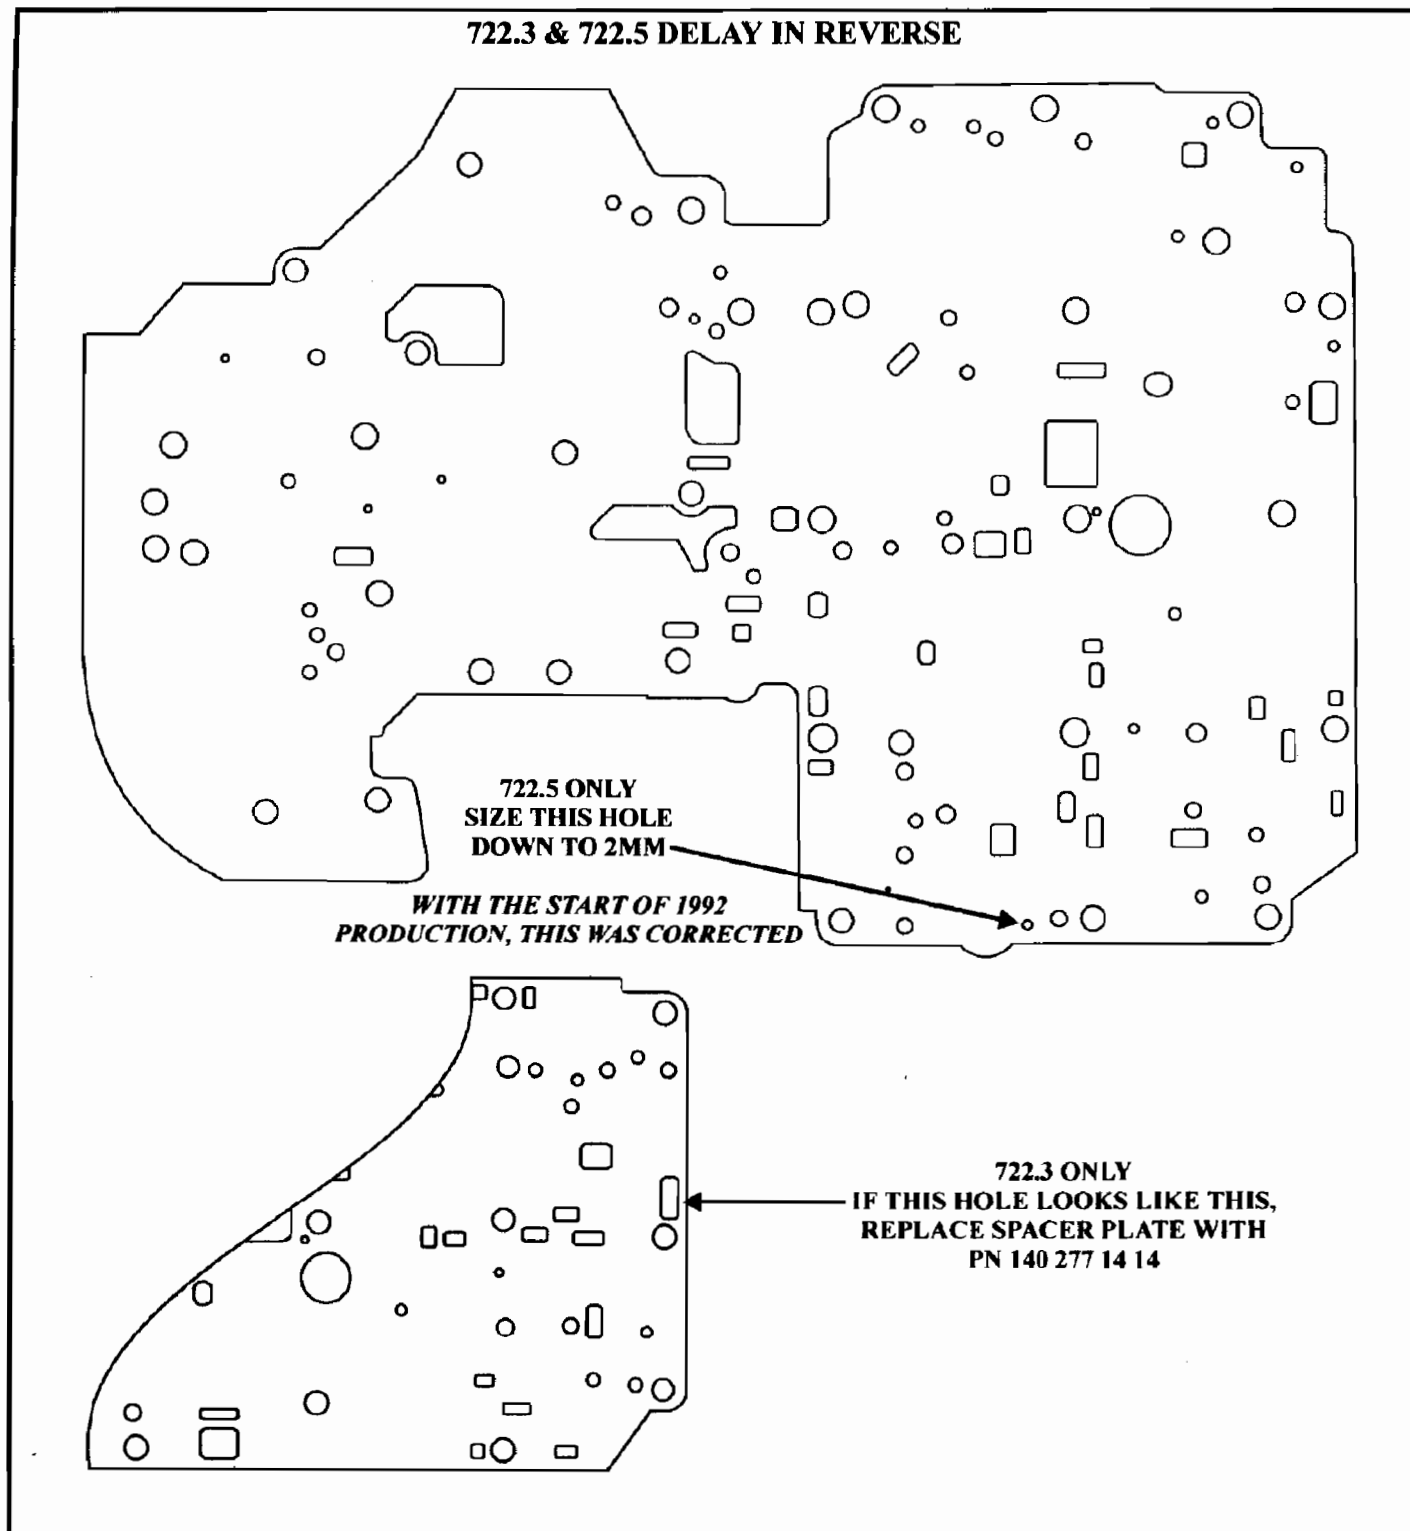 722.3 & 722.5 DELAY IN REVERSE
722.5 ONLY
SIZE THIS HOLE
DOWN TO 2MM
WITH THE START OF 1992
PRODUCTION, THIS WAS CORRECTED
722.3 ONLY
IF THIS HOLE LOOKS LIKE THIS,
REPLACE SPACER PLATE WITH
PN 140 277 14 14